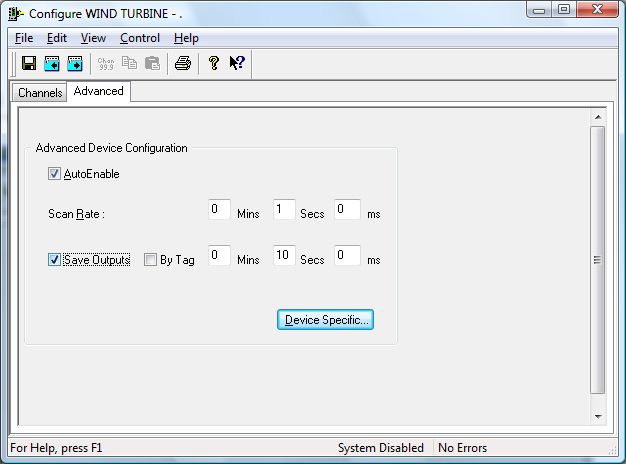 Configure WIND TURBINE - .
File Edit View Control Help
Chan
99.9
Channels Advanced
Advanced Device Configuration
AutoEnable
Scan Rate : 0 Mins 1 Secs 0 ms
Save Outputs By Tag 0 Mins 10 Secs 0 ms
Device Specific...
For Help, press F1 System Disabled No Errors